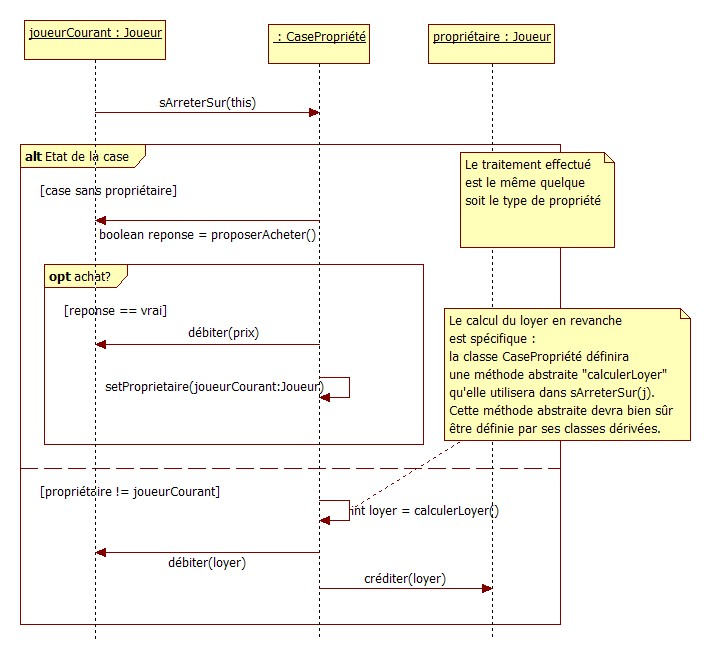 joueurCourant : Joueur
: CasePropriété
propriétaire : Joueur
sArreterSur(this)
alt Etat de la case
Le traitement effectué
est le même quelque
soit le type de propriété
[case sans propriétaire]
boolean reponse = proposerAcheter()
opt achat?
[reponse == vrai]
débiter(prix)
setProprietaire(joueurCourant:Joueur)
Le calcul du loyer en revanche
est spécifique :
la classe CasePropriété définira
une méthode abstraite "calculerLoyer"
qu'elle utilisera dans sArreterSur(j).
Cette méthode abstraite devra bien sûr
être définie par ses classes dérivées.
[propriétaire != joueurCourant]
int loyer = calculerLoyer()
débiter(loyer)
créditer(loyer)